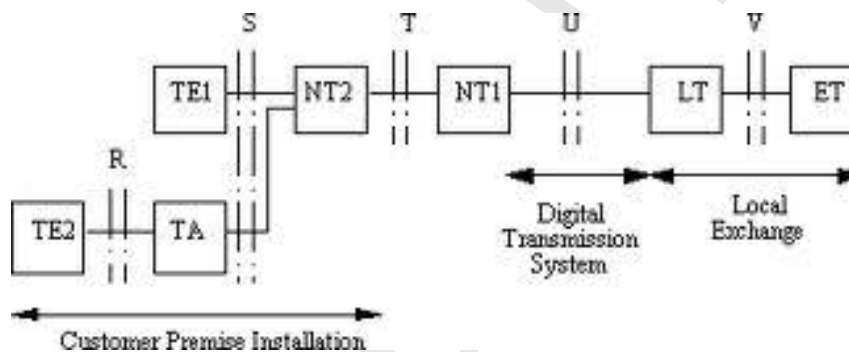 S T U V
TE1 NT2 NT1 LT ET
R
TE2 TA
Digital
Transmission
System
Local
Exchange
Customer Premise Installation